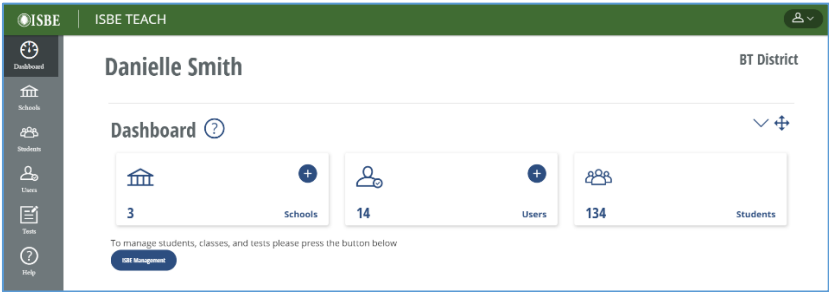 ISBE ISBE TEACH
Dashboard
Schools
Students
Users
Tests
Help
Danielle Smith
BT District
Dashboard ?
3 Schools
14 Users
134 Students
To manage students, classes, and tests please press the button below
ISBE Management